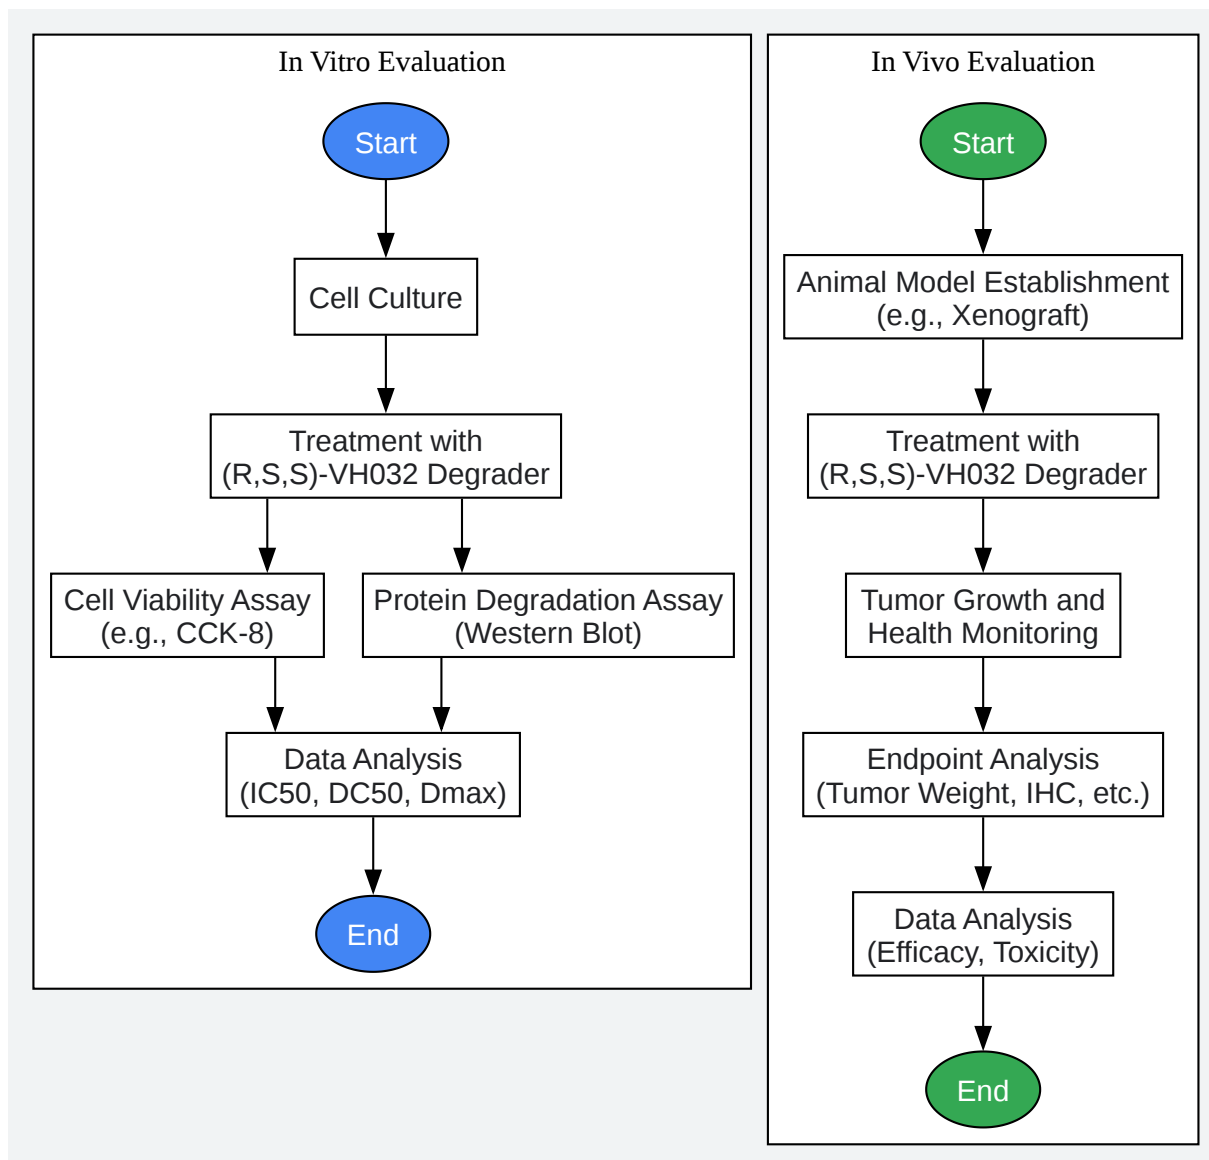 In Vitro Evaluation
Start
Cell Culture
Treatment with
(R,S,S)-VH032 Degrader
Cell Viability Assay
(e.g., CCK-8)
Protein Degradation Assay
(Western Blot)
Data Analysis
(IC50, DC50, Dmax)
End
In Vivo Evaluation
Start
Animal Model Establishment
(e.g., Xenograft)
Treatment with
(R,S,S)-VH032 Degrader
Tumor Growth and
Health Monitoring
Endpoint Analysis
(Tumor Weight, IHC, etc.)
Data Analysis
(Efficacy, Toxicity)
End